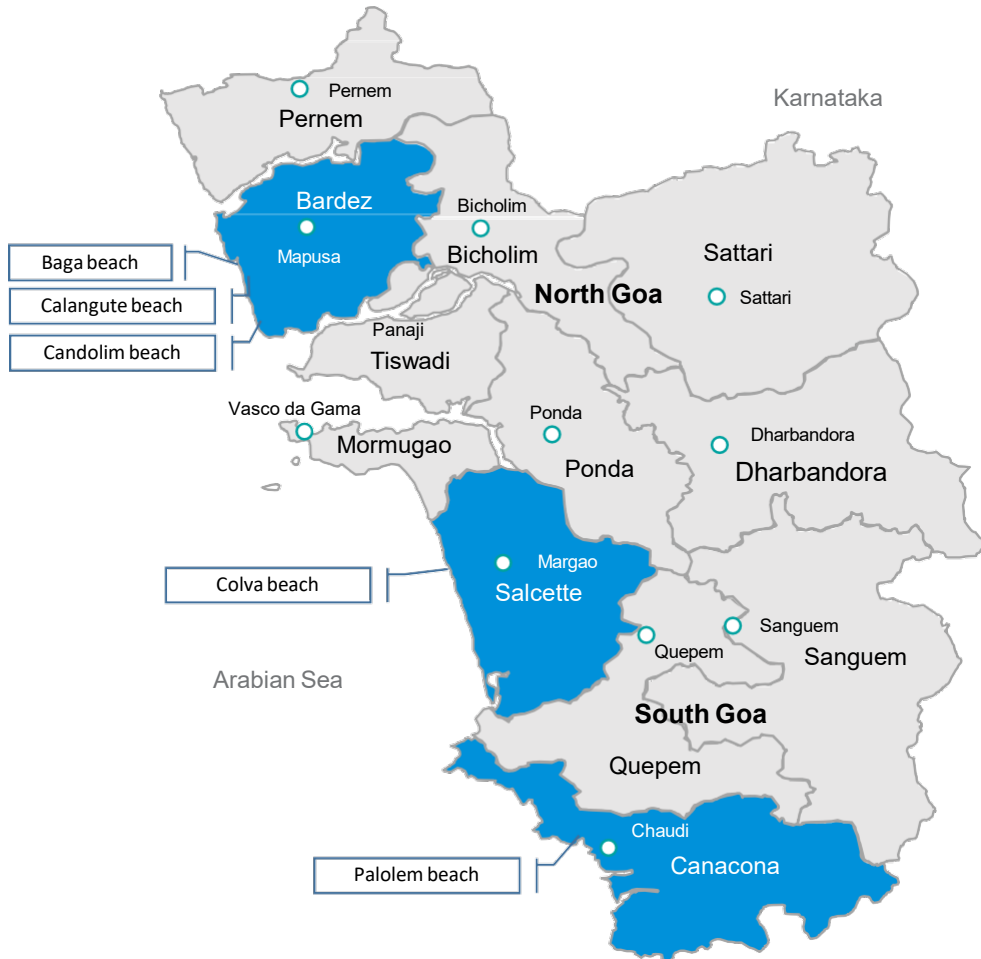 Karnataka
Pernem
Pernem
Bardez
Mapusa
Bicholim
Bicholim
Sattari
Sattari
North Goa
Baga beach
Calangute beach
Candolim beach
Panaji
Tiswadi
Vasco da Gama
Mormugao
Ponda
Ponda
Dharbandora
Dharbandora
Margao
Salcette
Colva beach
Sanguem
Sanguem
Quepem
Arabian Sea
South Goa
Quepem
Chaudi
Canacona
Palolem beach